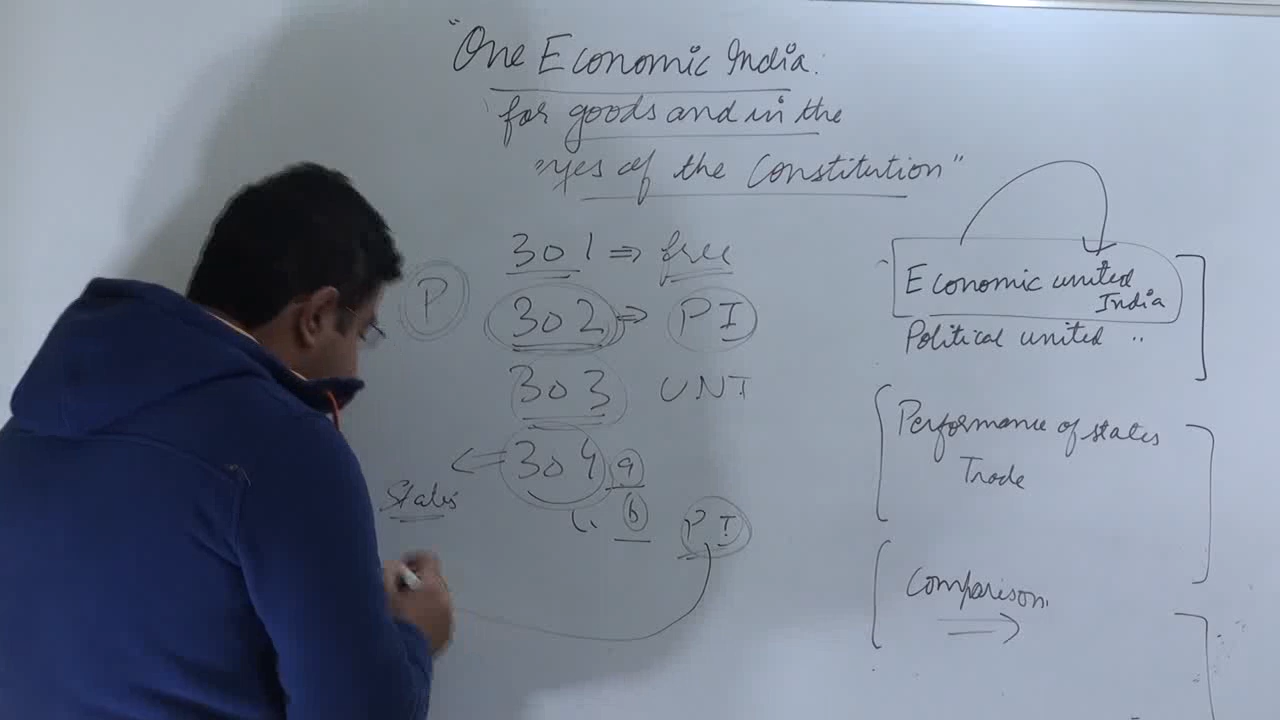 "One Economic India.
for goods and in the
eyes of the Constitution"
301 ⇒ free
P 302 ⇒ PI
303 UNI
⇐ 304 a
States
b PI
Economic united
India
Political united ..
Performance of states
Trade
Comparison
⇒